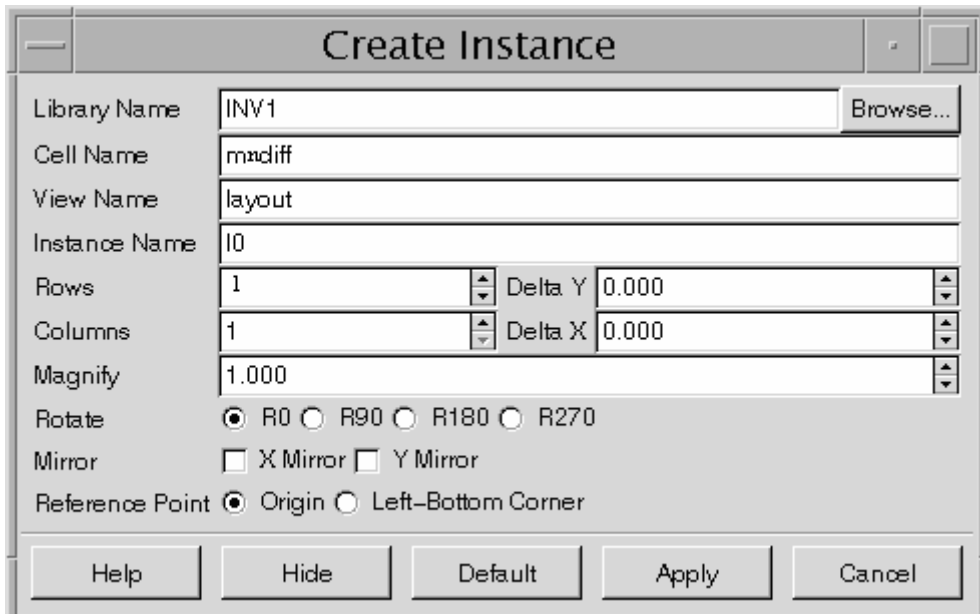 Create Instance
Library Name INV1 Browse...
Cell Name mndiff
View Name layout
Instance Name I0
Rows 1 Delta Y 0.000
Columns 1 Delta X 0.000
Magnify 1.000
Rotate R0 R90 R180 R270
Mirror X Mirror Y Mirror
Reference Point Origin Left-Bottom Corner
Help Hide Default Apply Cancel